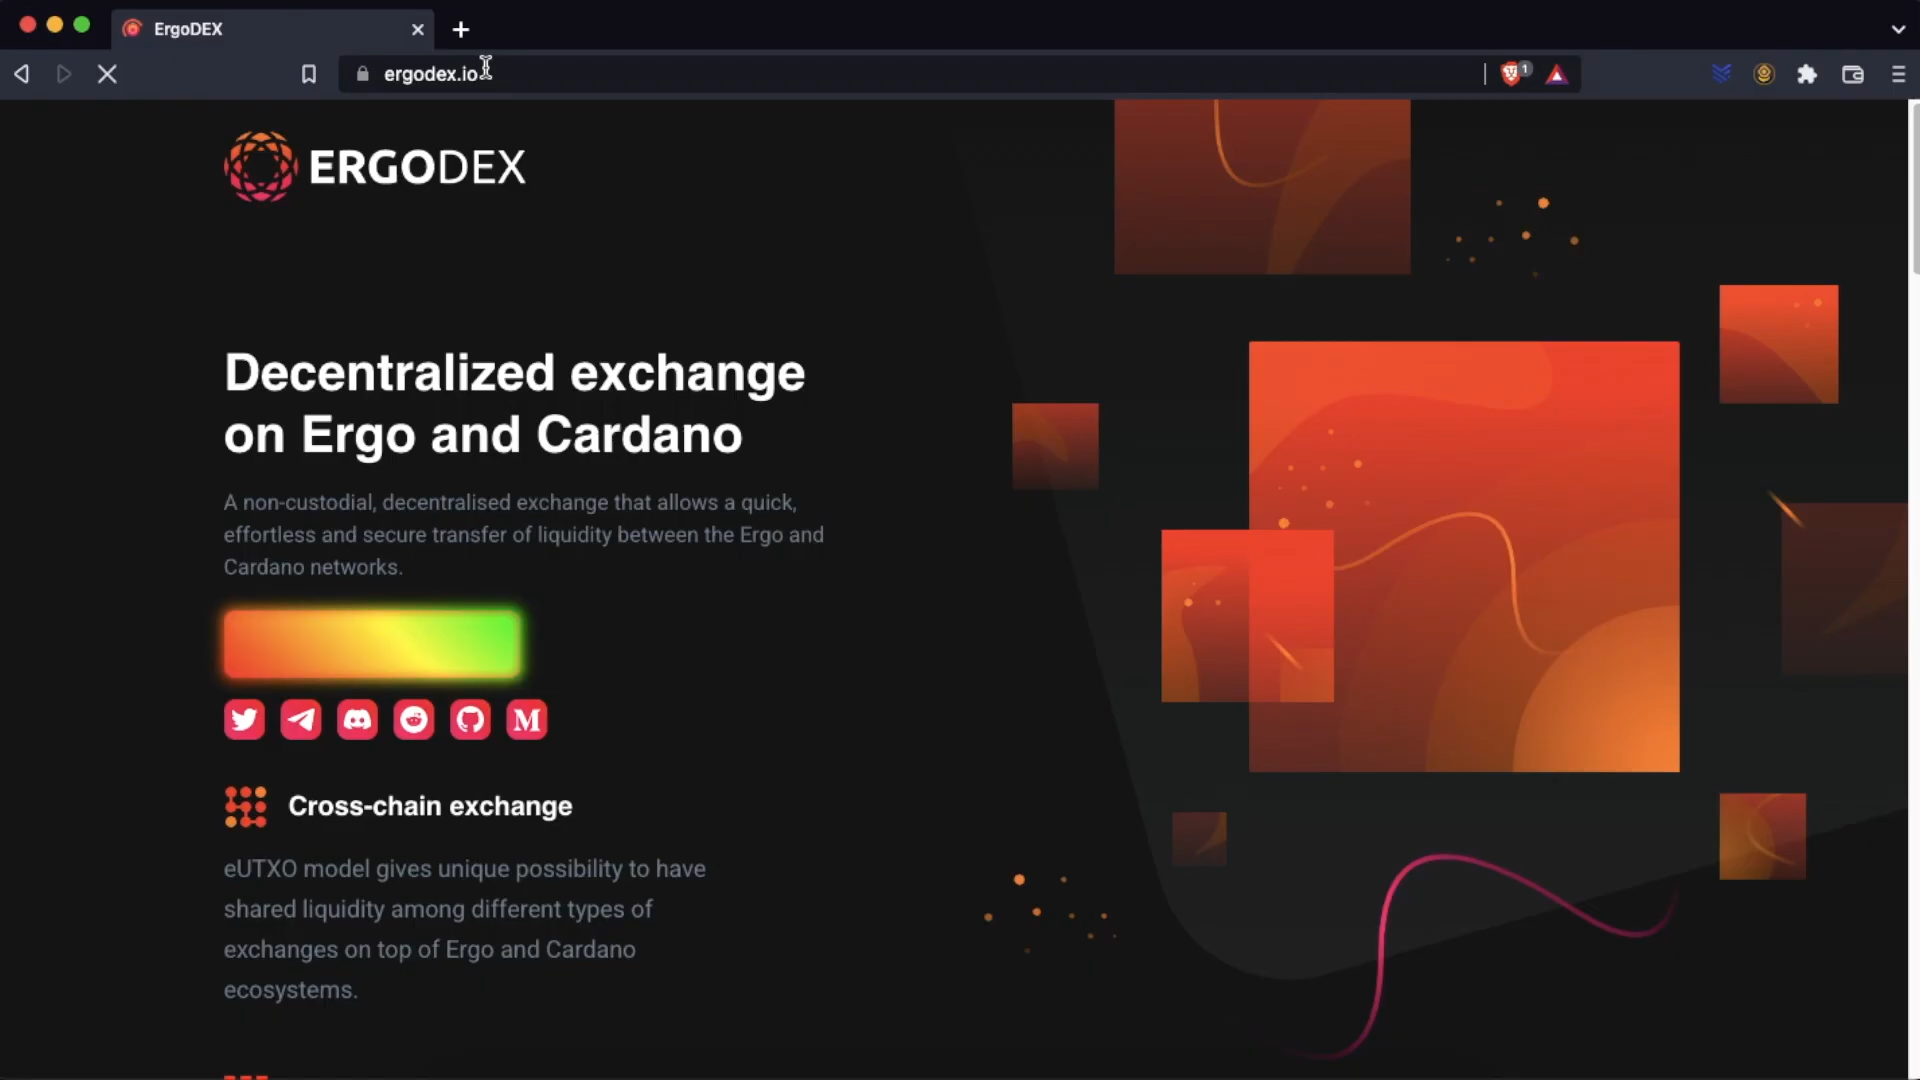 ErgoDEX
ergodex.io
1
ERGODEX
Decentralized exchange
on Ergo and Cardano
A non-custodial, decentralised exchange that allows a quick,
effortless and secure transfer of liquidity between the Ergo and
Cardano networks.
M
Cross-chain exchange
eUTXO model gives unique possibility to have
shared liquidity among different types of
exchanges on top of Ergo and Cardano
ecosystems.